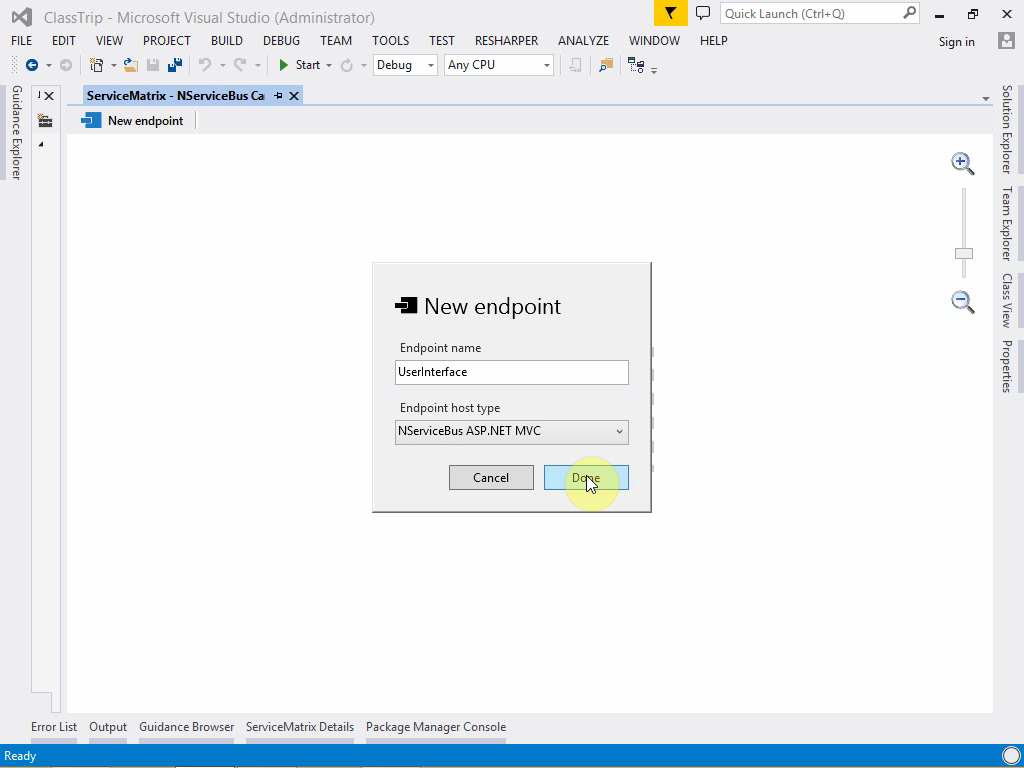 ClassTrip - Microsoft Visual Studio (Administrator)
Quick Launch (Ctrl+Q)
FILE EDIT VIEW PROJECT BUILD DEBUG TEAM TOOLS TEST RESHARPER ANALYZE WINDOW HELP
Sign in
Start Debug Any CPU
Guidance Explorer
ServiceMatrix - NServiceBus Ca
New endpoint
Solution Explorer
Team Explorer
Class View
Properties
New endpoint
Endpoint name
UserInterface
Endpoint host type
NServiceBus ASP.NET MVC
Cancel Done
Error List Output Guidance Browser ServiceMatrix Details Package Manager Console
Ready